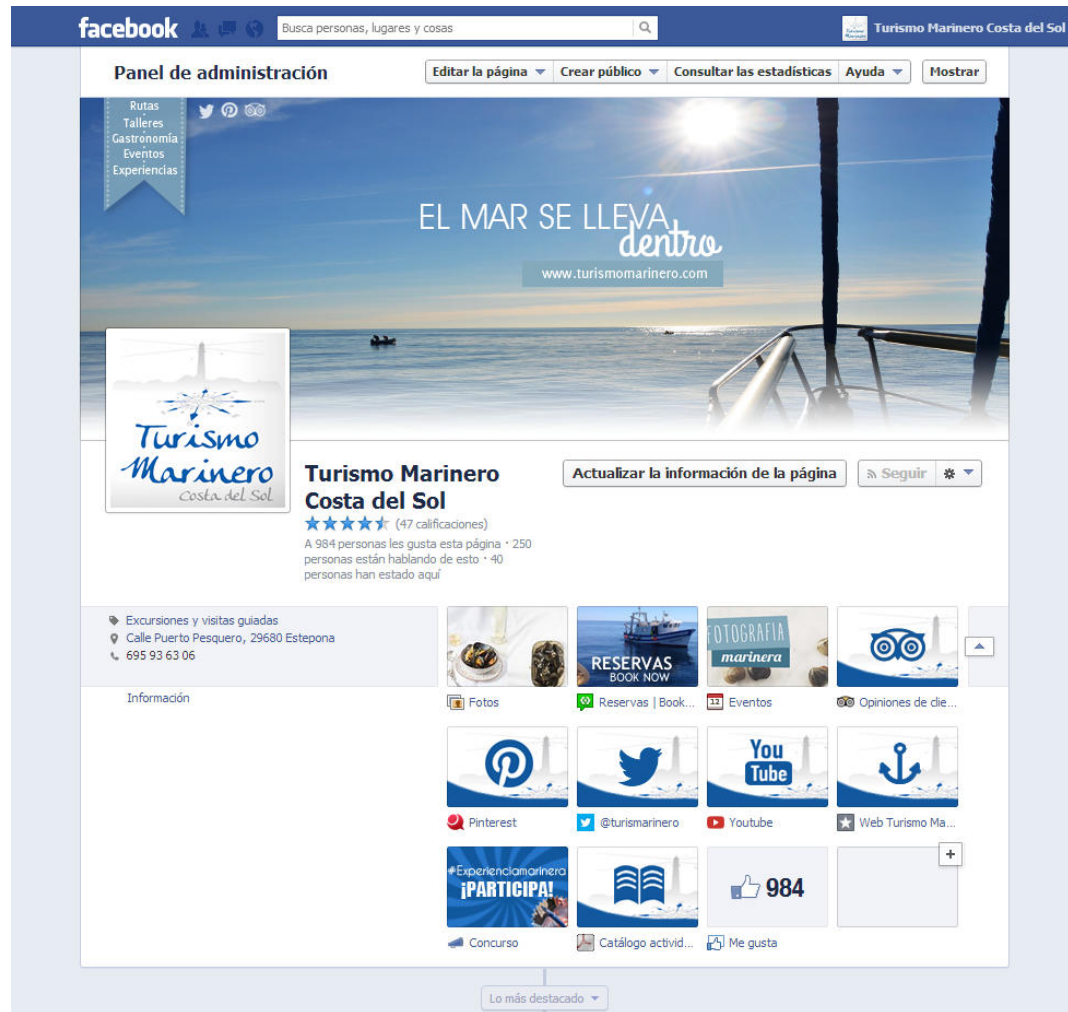 facebook
Busca personas, lugares y cosas
Turismo Marinero Costa del Sol
Panel de administración
Editar la página
Crear público
Consultar las estadísticas
Ayuda
Mostrar
Rutas
Talleres
Gastronomía
Eventos
Experiencias
EL MAR SE LLEVA
dentro
www.turismomarinero.com
Turismo
Marinero
Costa del Sol
Turismo Marinero
Costa del Sol
(47 calificaciones)
A 984 personas les gusta esta página · 250
personas están hablando de esto · 40
personas han estado aquí
Actualizar la información de la página
Seguir
Excursiones y visitas guiadas
Calle Puerto Pesquero, 29680 Estepona
695 93 63 06
Información
Fotos
RESERVAS
BOOK NOW
Reservas | Book...
FOTOGRAFIA
marinera
12
Eventos
Opiniones de clie...
Pinterest
@turismarinero
You
Tube
Youtube
Web Turismo Ma...
#Experienciamarinera
¡PARTICIPA!
Concurso
Catálogo activid...
984
Me gusta
+
Lo más destacado